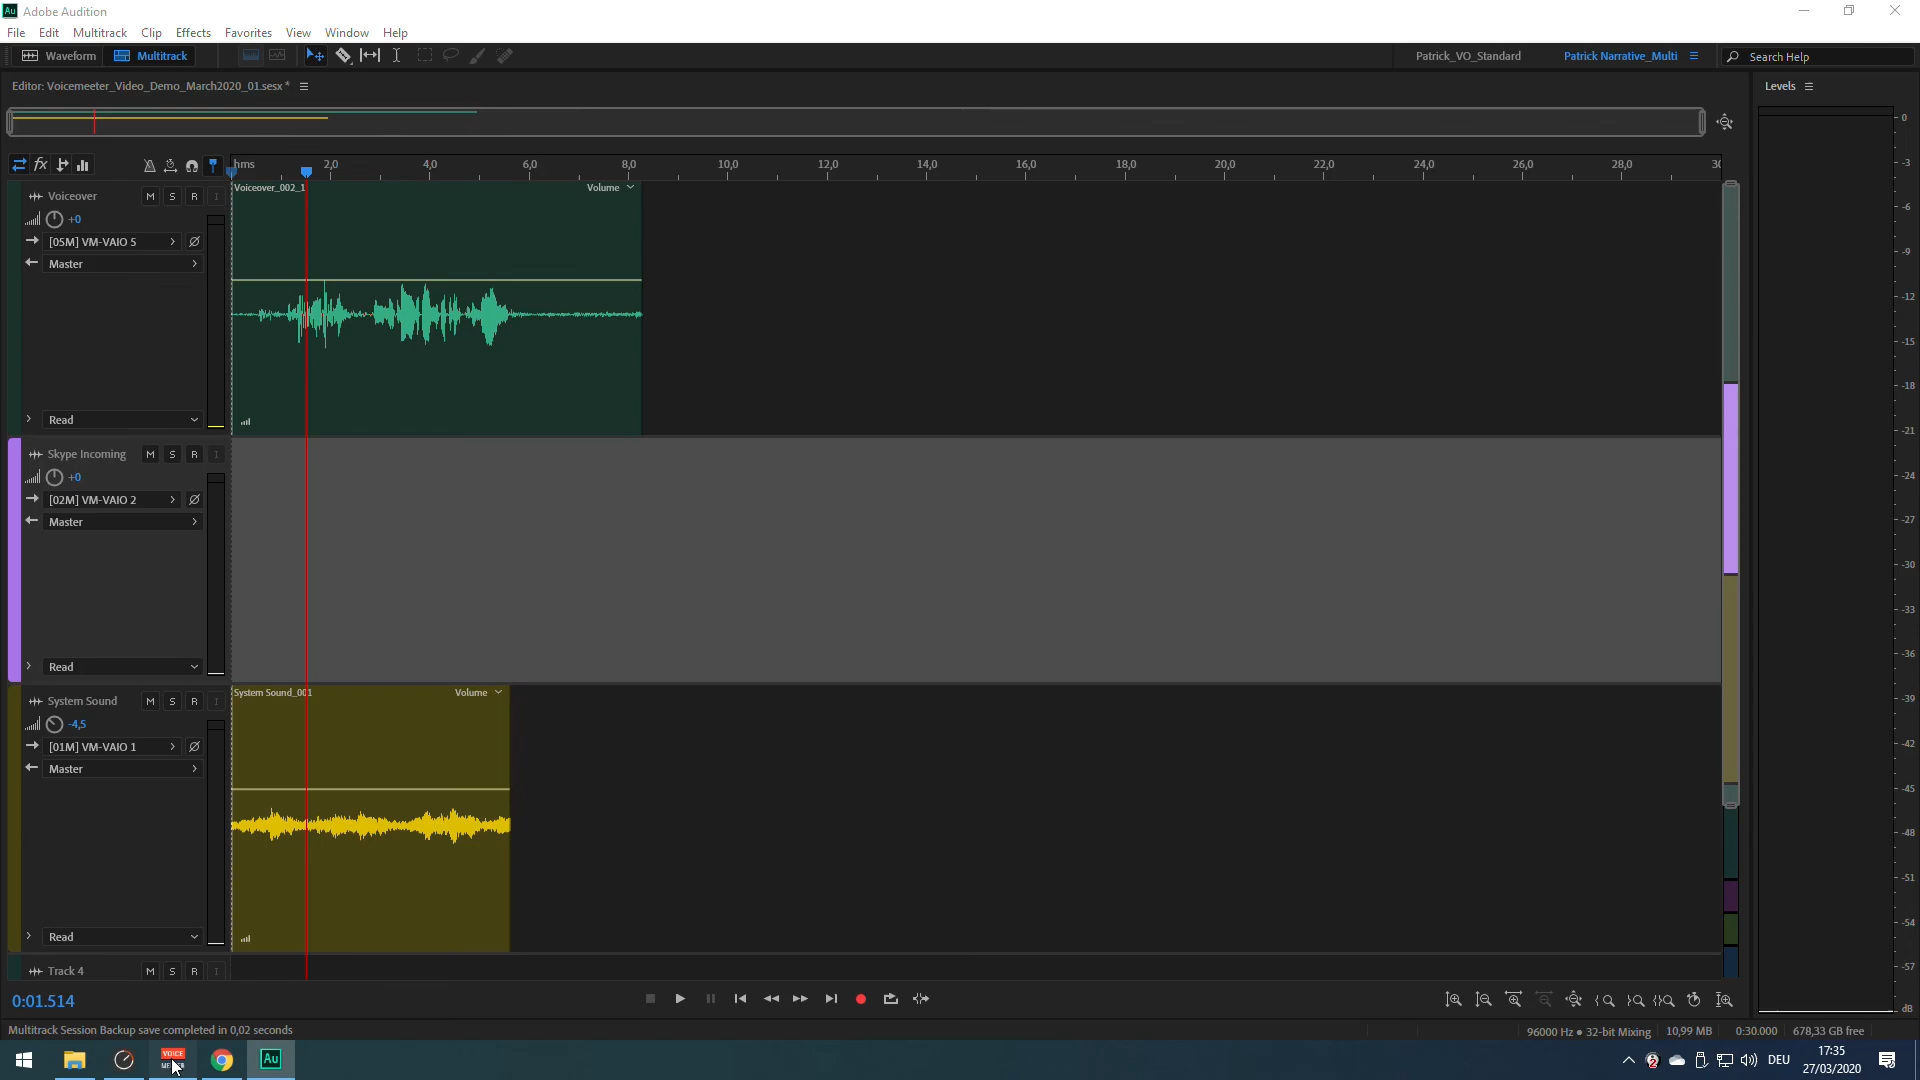 Au Adobe Audition
File Edit Multitrack Clip Effects Favorites View Window Help
Waveform Multitrack Patrick_VO_Standard Patrick Narrative_Multi Search Help
Editor: Voicemeeter_Video_Demo_March2020_01.sesx *
Levels
hms 2,0 4,0 6,0 8,0 10,0 12,0 14,0 16,0 18,0 20,0 22,0 24,0 26,0 28,0
Voiceover M S R I
Voiceover_002_1 Volume
+0
[05M] VM-VAIO 5
Master
Read
Skype Incoming M S R I
+0
[02M] VM-VAIO 2
Master
Read
System Sound M S R I
System Sound_001 Volume
-4,5
[01M] VM-VAIO 1
Master
Read
Track 4 M S R I
0
-3
-6
-9
-12
-15
-18
-21
-24
-27
-30
-33
-36
-39
-42
-45
-48
-51
-54
-57
dB
0:01.514
Multitrack Session Backup save completed in 0,02 seconds
96000 Hz • 32-bit Mixing 10,99 MB 0:30.000 678,33 GB free
VOICE
Au
DEU
17:35
27/03/2020